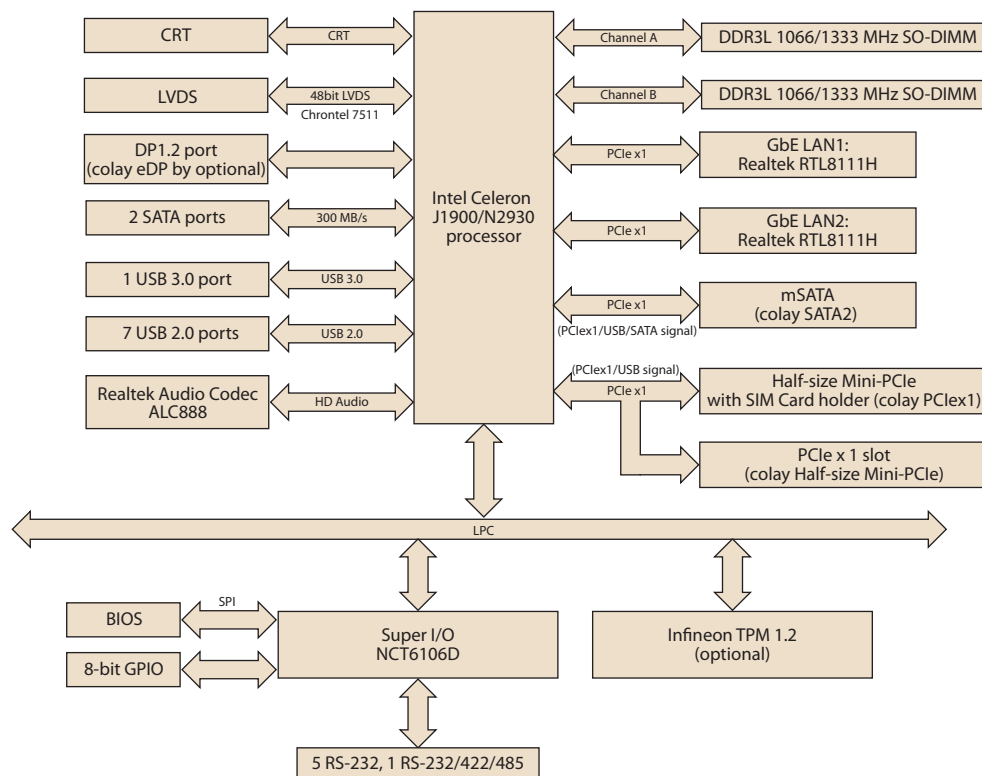 CRT
CRT
LVDS
48bit LVDS
Chrontel 7511
DP1.2 port
(colay eDP by optional)
2 SATA ports
300 MB/s
1 USB 3.0 port
USB 3.0
7 USB 2.0 ports
USB 2.0
Realtek Audio Codec
ALC888
HD Audio
Intel Celeron
J1900/N2930
processor
Channel A
DDR3L 1066/1333 MHz SO-DIMM
Channel B
DDR3L 1066/1333 MHz SO-DIMM
PCIe x1
GbE LAN1:
Realtek RTL8111H
PCIe x1
GbE LAN2:
Realtek RTL8111H
PCIe x1
(PCIex1/USB/SATA signal)
mSATA
(colay SATA2)
(PCIex1/USB signal)
PCIe x1
Half-size Mini-PCIe
with SIM Card holder (colay PCIex1)
PCIe x 1 slot
(colay Half-size Mini-PCIe)
LPC
BIOS
SPI
8-bit GPIO
Super I/O
NCT6106D
Infineon TPM 1.2
(optional)
5 RS-232, 1 RS-232/422/485